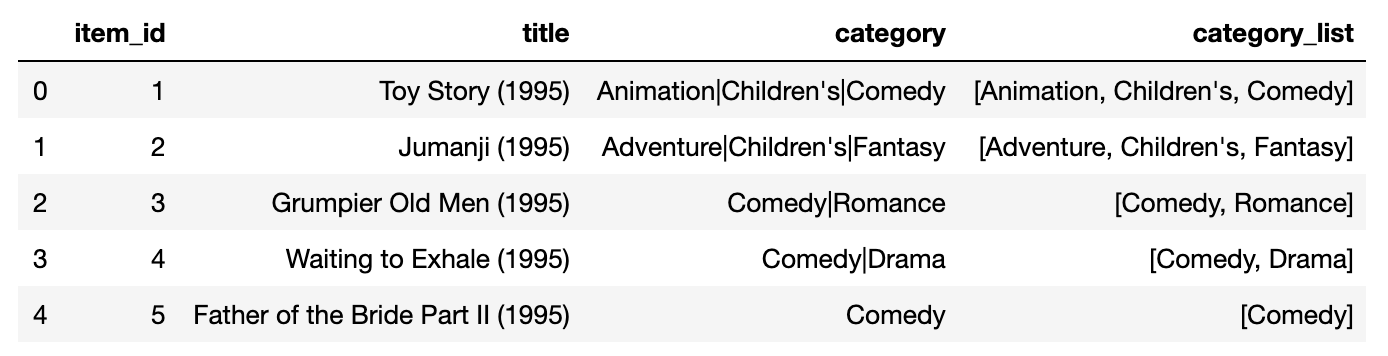 item_id title category category_list
0 1 Toy Story (1995) Animation|Children's|Comedy [Animation, Children's, Comedy]
1 2 Jumanji (1995) Adventure|Children's|Fantasy [Adventure, Children's, Fantasy]
2 3 Grumpier Old Men (1995) Comedy|Romance [Comedy, Romance]
3 4 Waiting to Exhale (1995) Comedy|Drama [Comedy, Drama]
4 5 Father of the Bride Part II (1995) Comedy [Comedy]